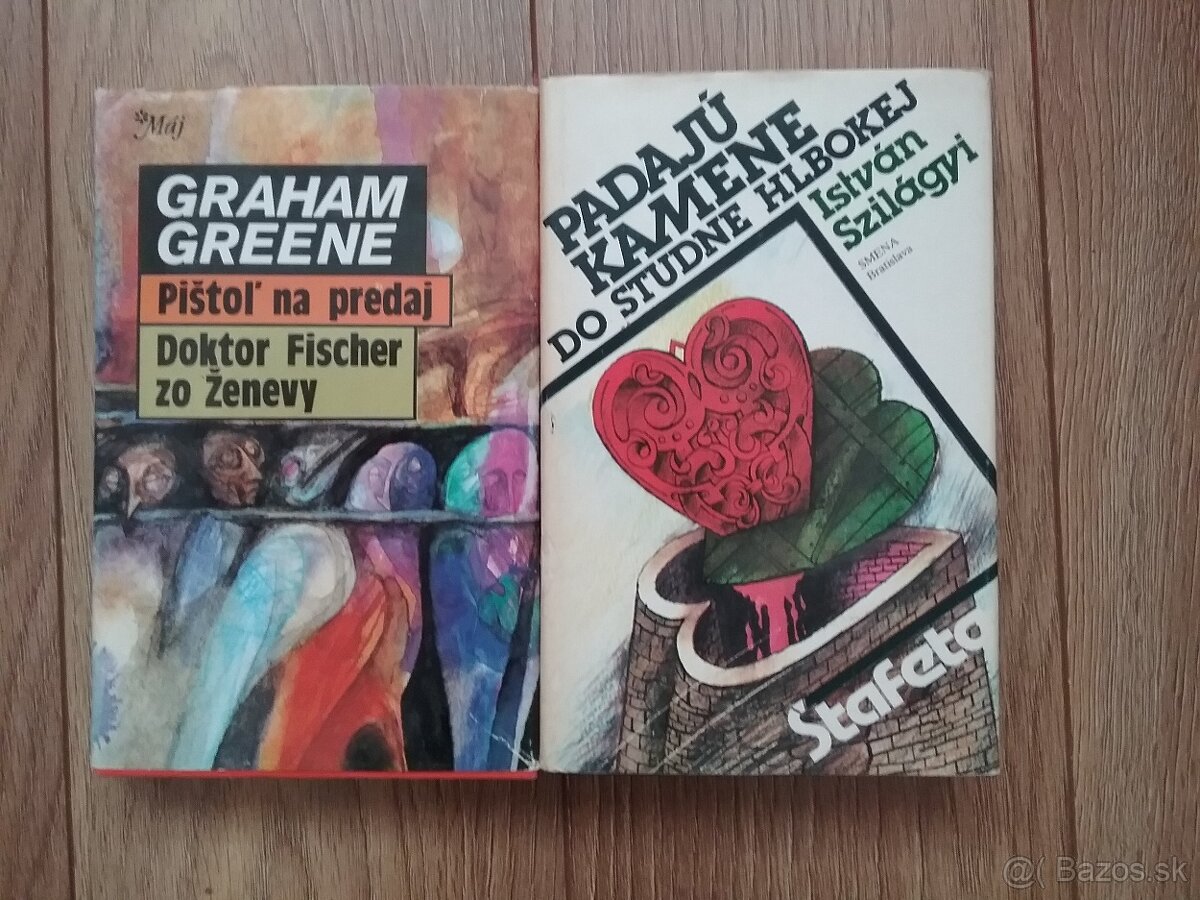 Máj
GRAHAM
GREENE
Pištoľ na predaj
Doktor Fischer
zo Ženevy
PADAJÚ
KAMENE
DO STUDNE HLBOKEJ
István
Szilágyi
SMENA
Bratislava
Štafeta
@( Bazos.sk